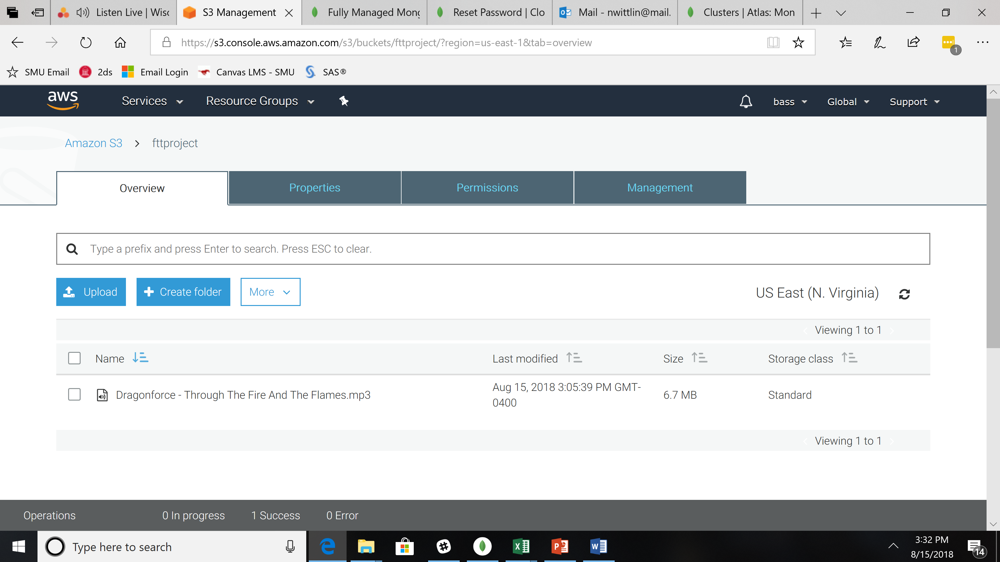 Listen Live | Wisc
S3 Management
Fully Managed Mong
Reset Password | Clo
Mail - nwittlin@mail.
Clusters | Atlas: Mon
https://s3.console.aws.amazon.com/s3/buckets/fttproject/?region=us-east-1&tab=overview
1
SMU Email
2ds
Email Login
Canvas LMS - SMU
SAS®
aws
Services
Resource Groups
bass
Global
Support
Amazon S3 > fttproject
Overview
Properties
Permissions
Management
Type a prefix and press Enter to search. Press ESC to clear.
Upload
Create folder
More
US East (N. Virginia)
Viewing 1 to 1
Name
Last modified
Size
Storage class
Dragonforce - Through The Fire And The Flames.mp3
Aug 15, 2018 3:05:39 PM GMT-
0400
6.7 MB
Standard
Viewing 1 to 1
Operations
0 In progress
1 Success
0 Error
Type here to search
3:32 PM
8/15/2018
14